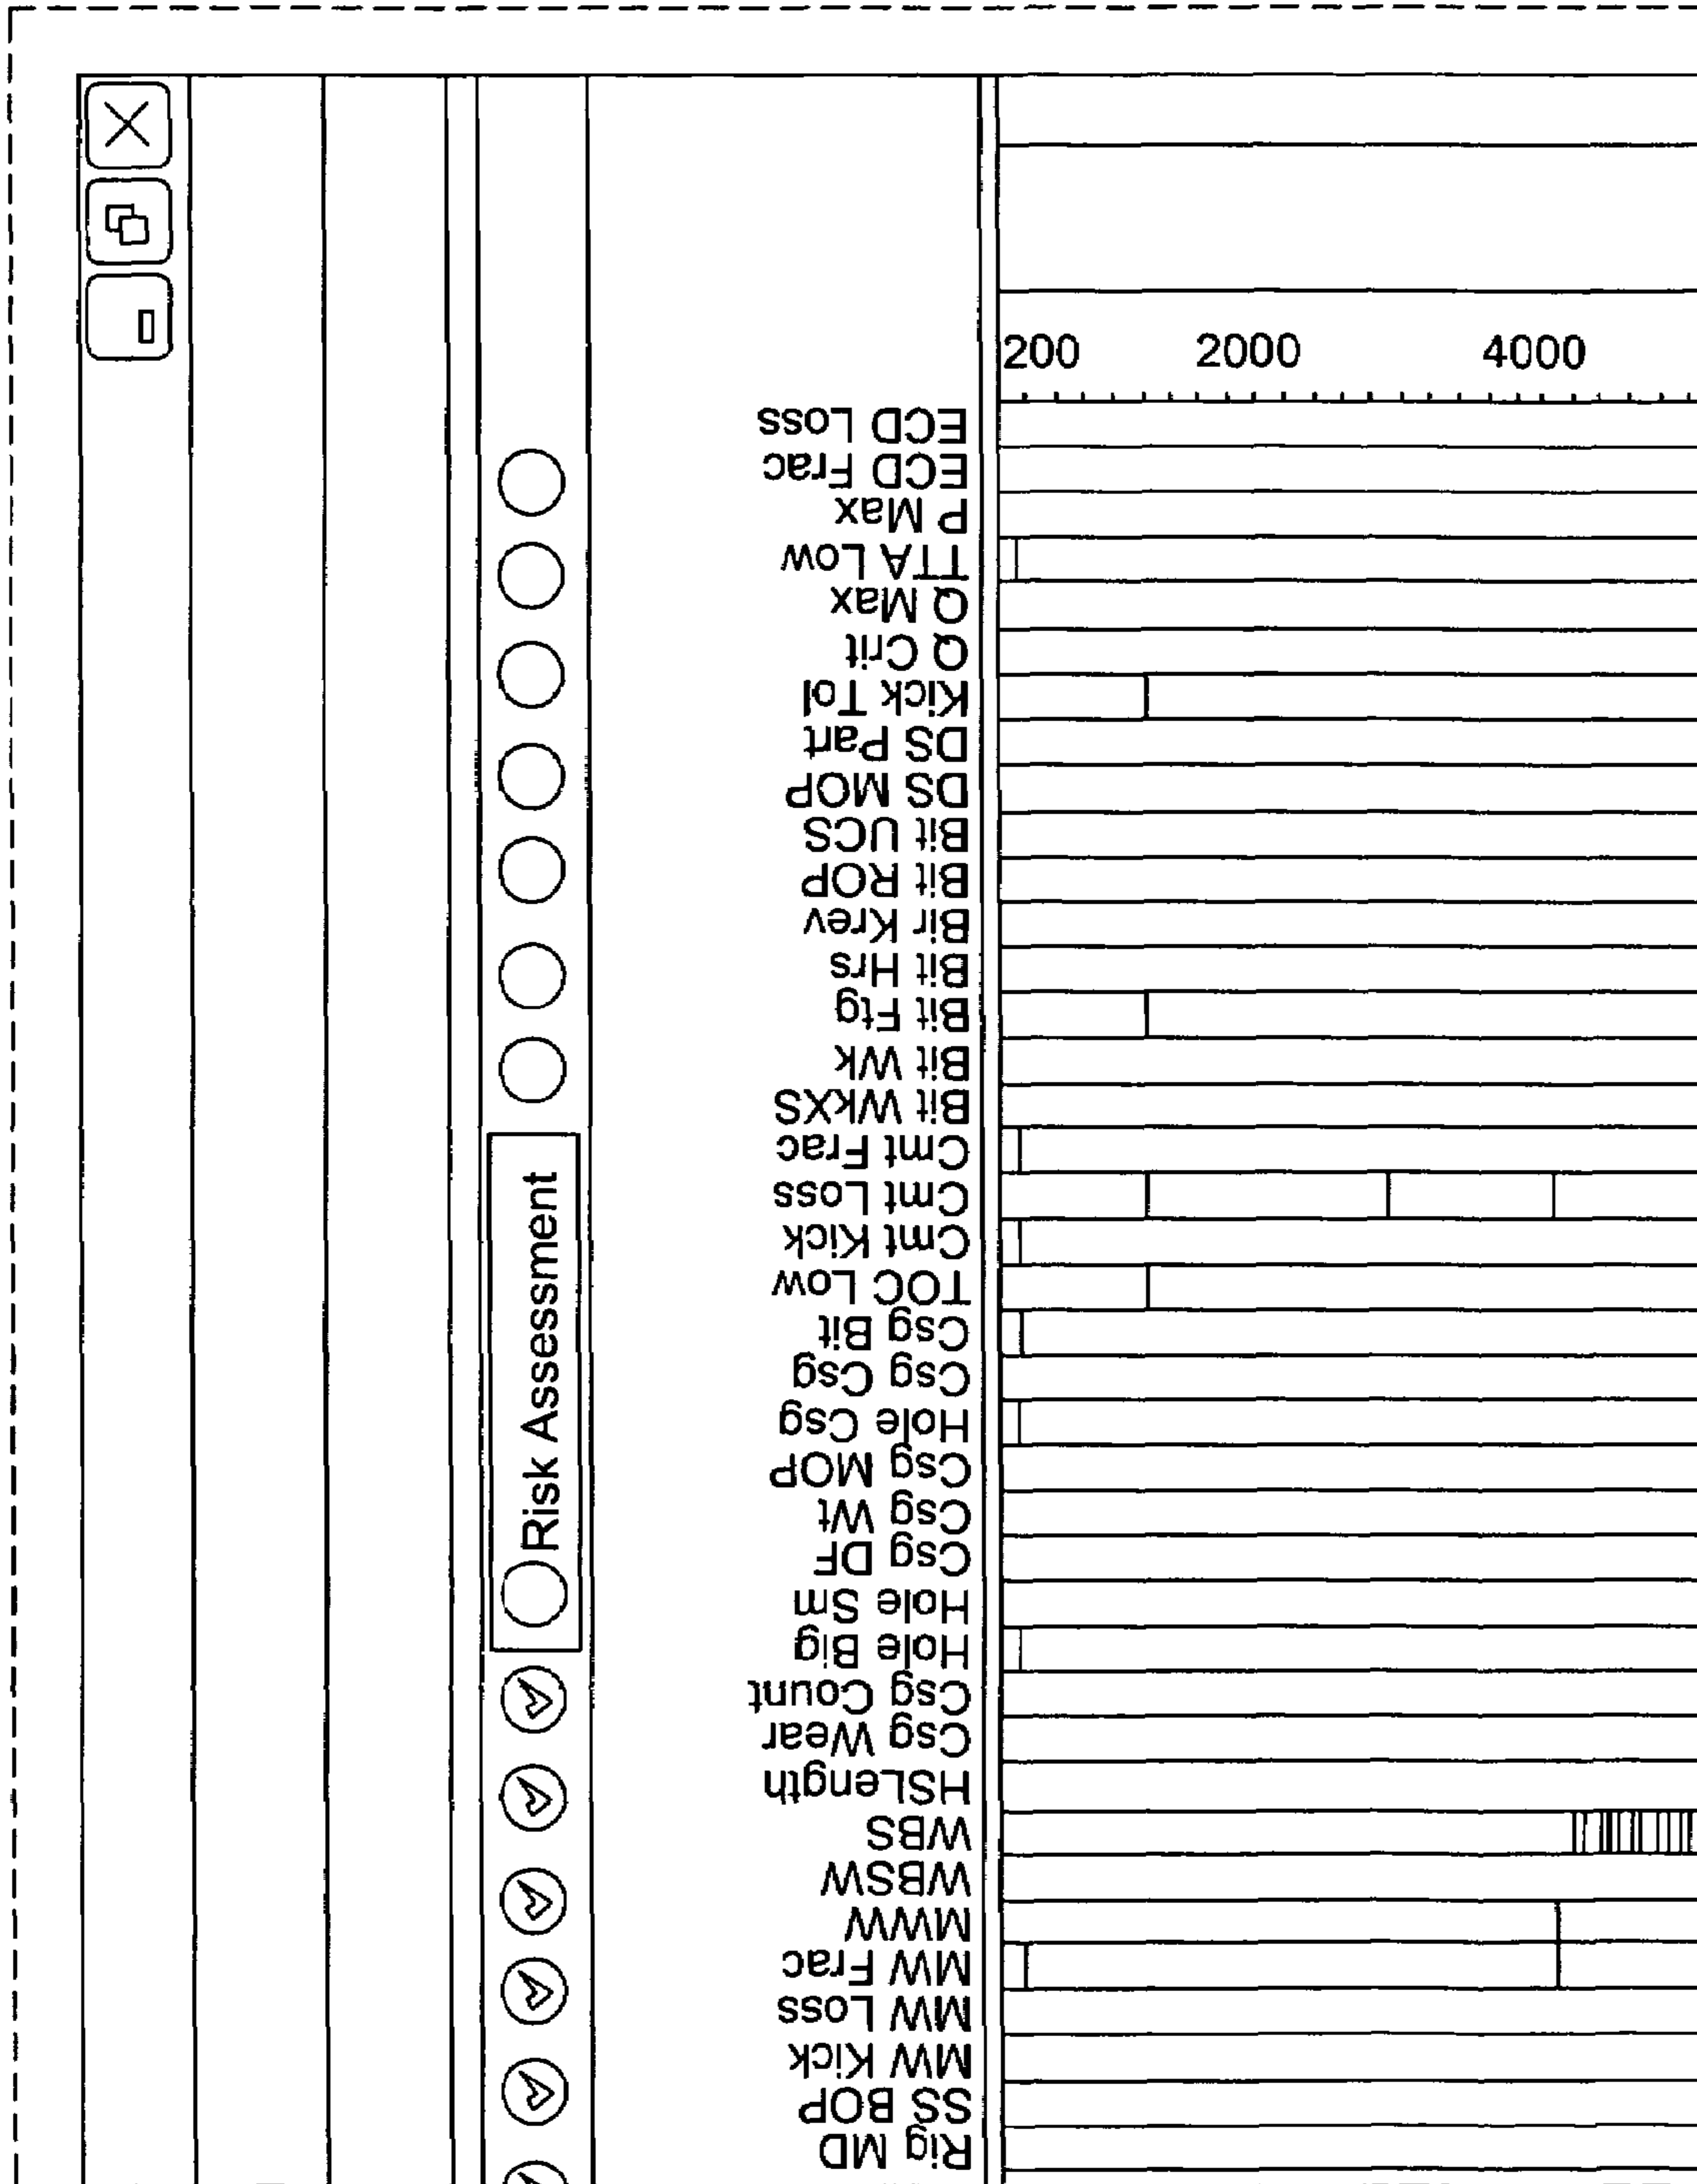 200 2000 4000
ECD Loss
ECD Frac
P Max
TTA Low
Q Max
Q Crit
Kick Tol
DS Part
DS MOP
Bit UCS
Bit ROP
Bir Krev
Bit Hrs
Bit Ftg
Bit Wk
Bit WkXS
Cmt Frac
Cmt Loss
Cmt Kick
TOC Low
Csg Bit
Csg Csg
Hole Csg
Csg MOP
Csg Wt
Csg DF
Hole Sm
Hole Big
Csg Count
Csg Wear
HSLength
WBS
WBSW
MWW
MW Frac
MW Loss
MW Kick
SS BOP
Rig MD
Risk Assessment